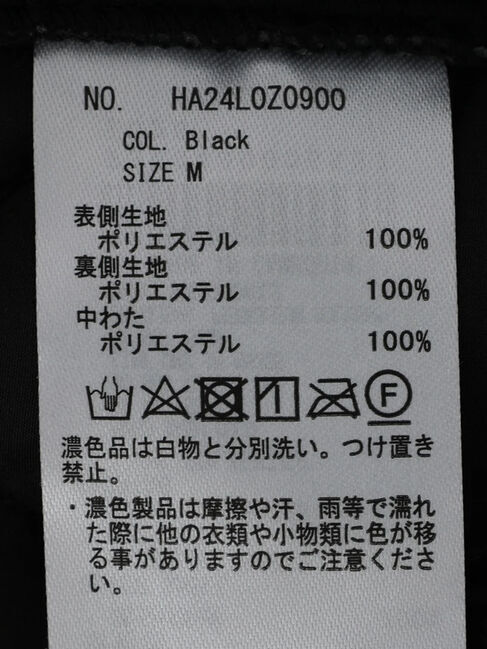 NO. HA24L0Z0900
COL. Black
SIZE M
表側生地
ポリエステル 100%
裏側生地
ポリエステル 100%
中わた
ポリエステル 100%
F
濃色品は白物と分別洗い。つけ置き
禁止。
・濃色製品は摩擦や汗、雨等で濡れ
た際に他の衣類や小物類に色が移
る事がありますのでご注意くださ
い。